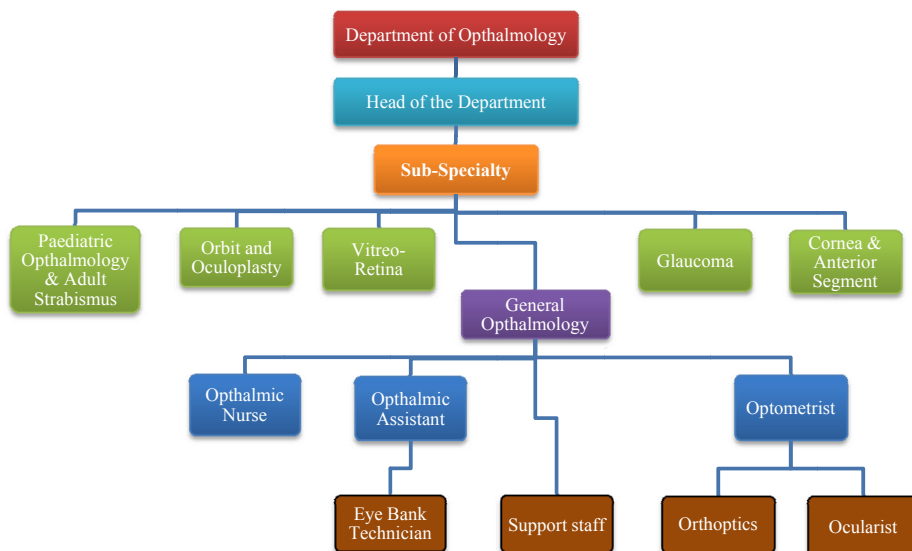 Department of Opthalmology
Head of the Department
Sub-Specialty
Paediatric
Opthalmology
& Adult
Strabismus
Orbit and
Oculoplasty
Vitreo-
Retina
Glaucoma
Cornea &
Anterior
Segment
General
Opthalmology
Opthalmic
Nurse
Opthalmic
Assistant
Optometrist
Eye Bank
Technician
Support staff
Orthoptics
Ocularist